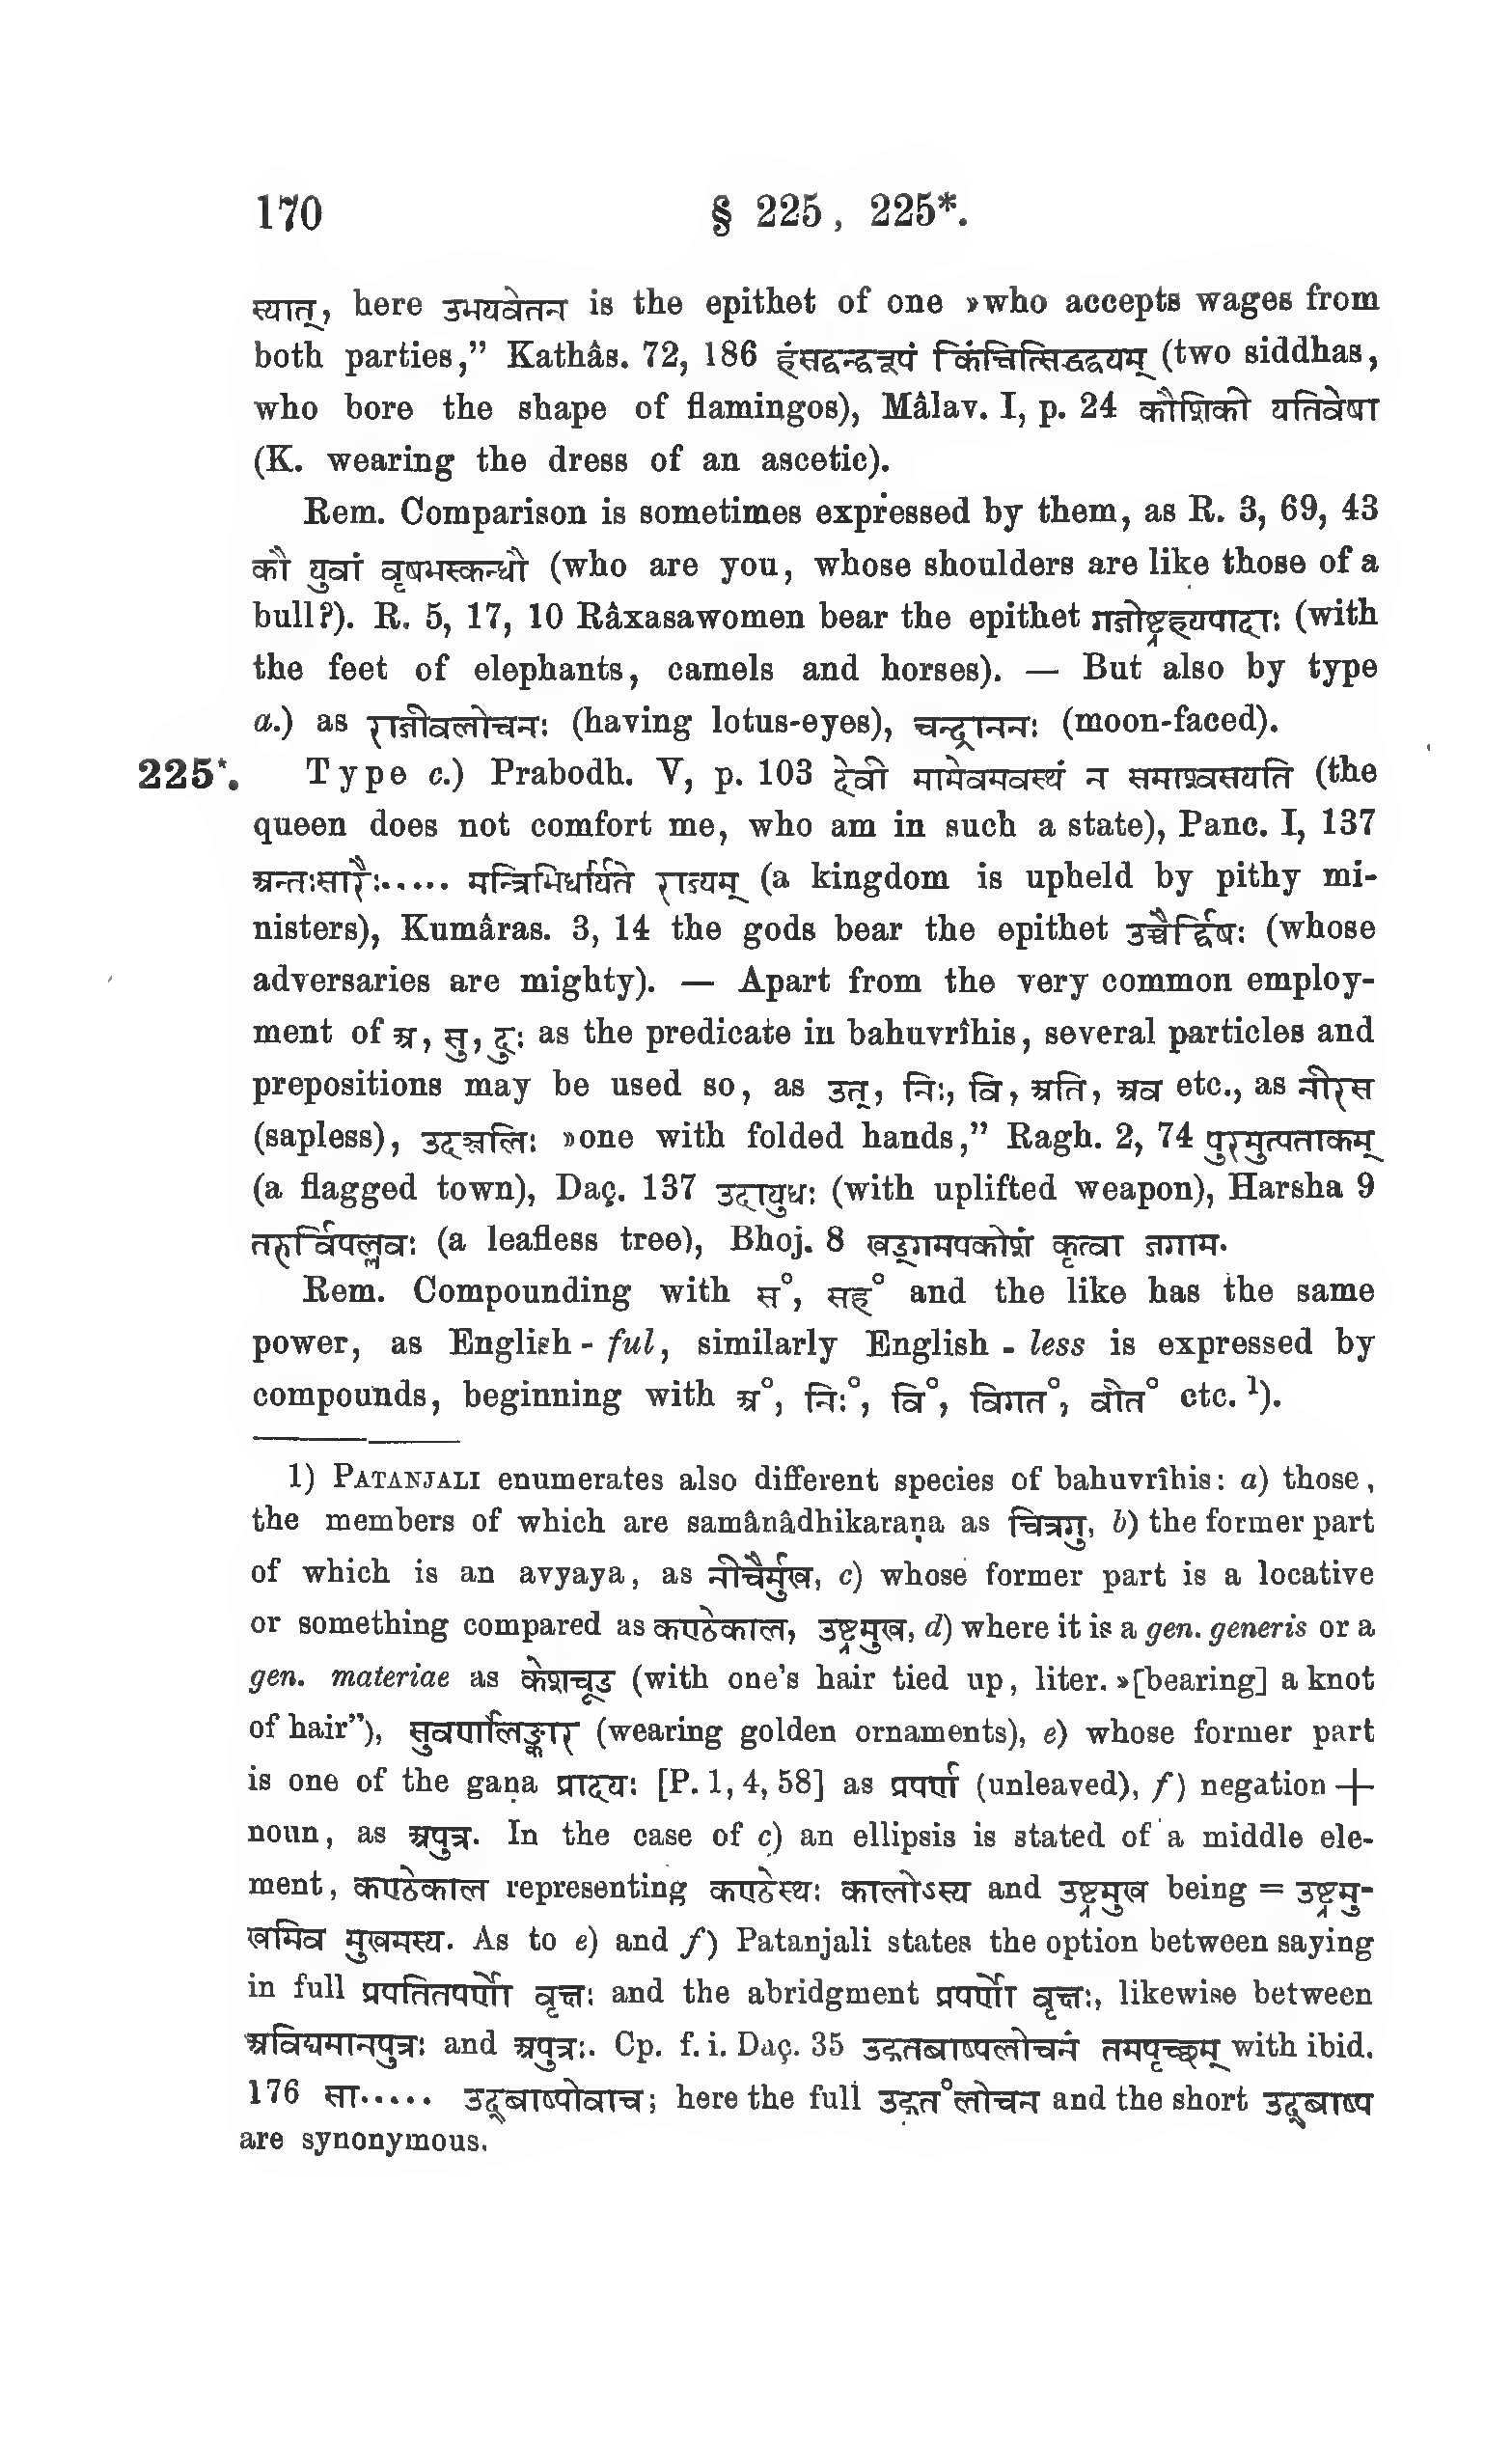 170 § 225, 225*.
स्यात्, here उभयवेतन is the epithet of one »who accepts wages from
both parties,” Kathâs. 72, 186 हंसद्वन्द्वरूपं किंचित्सिद्धद्वयम् (two siddhas,
who bore the shape of flamingos), Mâlav. I, p. 24 कौशिकी यतिवेषा
(K. wearing the dress of an ascetic).
Rem. Comparison is sometimes expressed by them, as R. 3, 69, 43
कौ युवां वृषभस्कन्धौ (who are you, whose shoulders are like those of a
bull?). R. 5, 17, 10 Râxasawomen bear the epithet गजोष्ट्रहयपादाः (with
the feet of elephants, camels and horses). — But also by type
a.) as राजीवलोचनः (having lotus-eyes), चन्द्राननः (moon-faced).
225*. Type c.) Prabodh. V, p. 103 देवी मामेवमवस्थं न समाश्वसयति (the
queen does not comfort me, who am in such a state), Panc. I, 137
अन्तःसारैः..... मन्त्रिभिर्धार्यते राज्यम् (a kingdom is upheld by pithy mi-
nisters), Kumâras. 3, 14 the gods bear the epithet उच्चैर्द्विषः (whose
adversaries are mighty). — Apart from the very common employ-
ment of अ, सु, दुः as the predicate in bahuvrîhis, several particles and
prepositions may be used so, as उत्, निः, वि, अति, अव etc., as नीरस
(sapless), उदञ्जलिः »one with folded hands,” Ragh. 2, 74 पुरमुत्पताकम्
(a flagged town), Daç. 137 उदायुधः (with uplifted weapon), Harsha 9
तरुर्विपल्लवः (a leafless tree), Bhoj. 8 खड्गमपकोशं कृत्वा जगाम.
Rem. Compounding with स°, सह° and the like has the same
power, as English - ful, similarly English - less is expressed by
compounds, beginning with अ°, निः°, वि°, विगत°, वीत° etc. ¹).
1) PATANJALI enumerates also different species of bahuvrîhis: a) those,
the members of which are samânâdhikaraṇa as चित्रगु, b) the former part
of which is an avyaya, as नीचैर्मुख, c) whose former part is a locative
or something compared as कण्ठेकाल, उष्ट्रमुख, d) where it is a gen. generis or a
gen. materiae as केशचूड (with one's hair tied up, liter. »[bearing] a knot
of hair”), सुवर्णालिङ्कार (wearing golden ornaments), e) whose former part
is one of the gaṇa प्रादयः [P. 1, 4, 58] as प्रपर्ण (unleaved), f) negation +
noun, as अपुत्र. In the case of c) an ellipsis is stated of a middle ele-
ment, कण्ठेकाल representing कण्ठेस्थः कालोऽस्य and उष्ट्रमुख being = उष्ट्रमु-
खमिव मुखमस्य. As to e) and f) Patanjali states the option between saying
in full प्रपतितपर्णो वृत्तः and the abridgment प्रपर्णो वृत्तः, likewise between
अविद्यमानपुत्रः and अपुत्रः. Cp. f. i. Daç. 35 उद्गतबाष्पलोचनं तमपृच्छम् with ibid.
176 सा..... उद्बाष्पोवाच; here the full उद्गत°लोचन and the short उद्बाष्प
are synonymous.